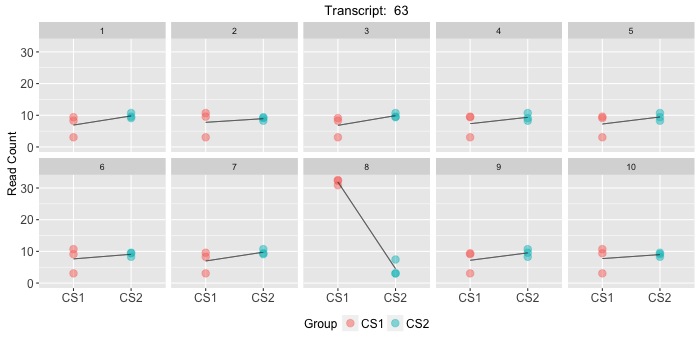 Transcript:  63
1 2 3 4 5
30
20
10
0
Read Count
6 7 8 9 10
30
20
10
0
CS1 CS2 CS1 CS2 CS1 CS2 CS1 CS2 CS1 CS2
Group CS1 CS2